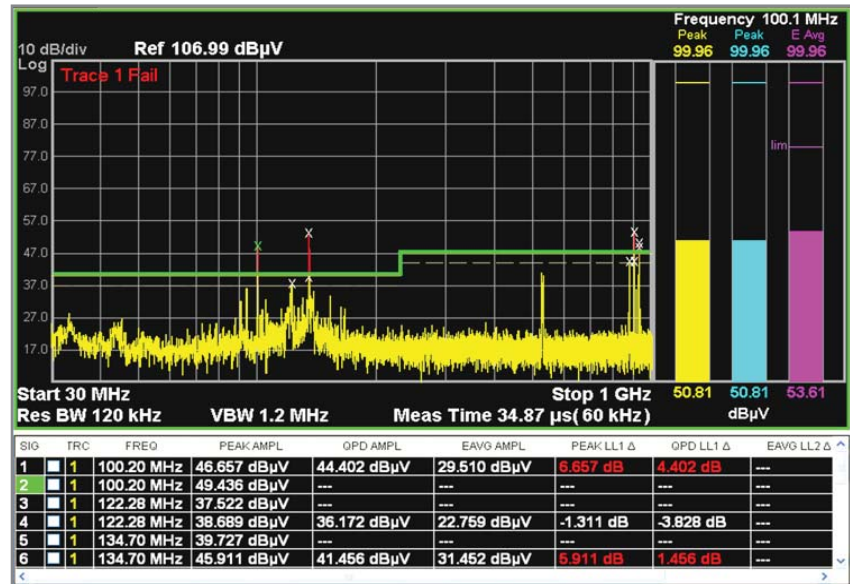 Frequency 100.1 MHz
Peak Peak E Avg
10 dB/div Ref 106.99 dBµV 99.96 99.96 99.96
Log
Trace 1 Fail
97.0
87.0
77.0
lim
67.0
57.0
47.0
37.0
27.0
17.0
Start 30 MHz Stop 1 GHz 50.81 50.81 53.61
Res BW 120 kHz VBW 1.2 MHz Meas Time 34.87 µs( 60 kHz) dBµV
SIG TRC FREQ PEAK AMPL QPD AMPL EAVG AMPL PEAK LL1 Δ QPD LL1 Δ EAVG LL2 Δ
1 1 100.20 MHz 46.657 dBµV 44.402 dBµV 29.510 dBµV 6.657 dB 4.402 dB ---
2 1 100.20 MHz 49.436 dBµV --- --- --- --- ---
3 1 122.28 MHz 37.522 dBµV --- --- --- --- ---
4 1 122.28 MHz 38.689 dBµV 36.172 dBµV 22.759 dBµV -1.311 dB -3.828 dB ---
5 1 134.70 MHz 39.727 dBµV --- --- --- --- ---
6 1 134.70 MHz 45.911 dBµV 41.456 dBµV 31.452 dBµV 5.911 dB 1.456 dB ---